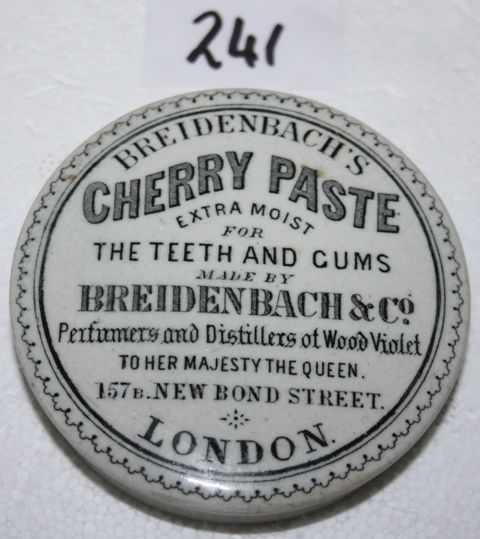 241
BREIDENBACH'S
CHERRY PASTE
EXTRA MOIST
FOR
THE TEETH AND GUMS
MADE BY
BREIDENBACH & Co
Perfumers and Distillers of Wood Violet
TO HER MAJESTY THE QUEEN.
157B. NEW BOND STREET.
LONDON.